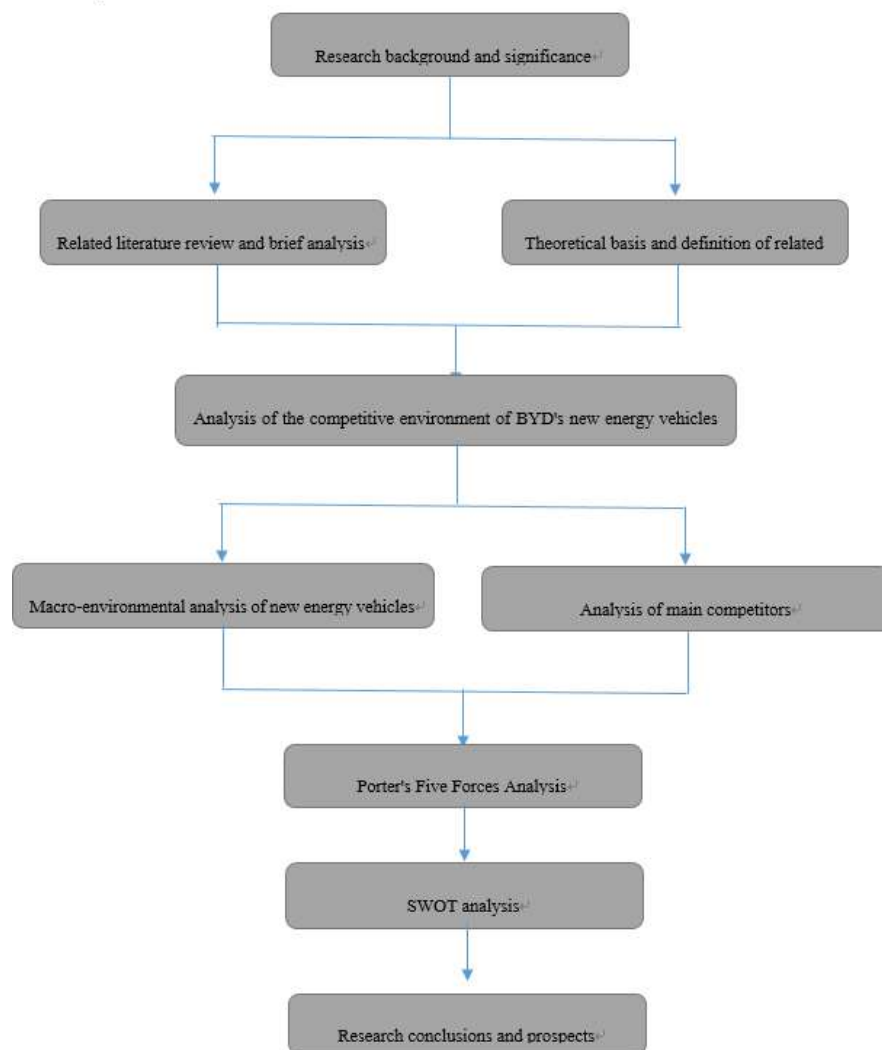 Research background and significance
Related literature review and brief analysis
Theoretical basis and definition of related
Analysis of the competitive environment of BYD's new energy vehicles
Macro-environmental analysis of new energy vehicles
Analysis of main competitors
Porter's Five Forces Analysis
SWOT analysis
Research conclusions and prospects